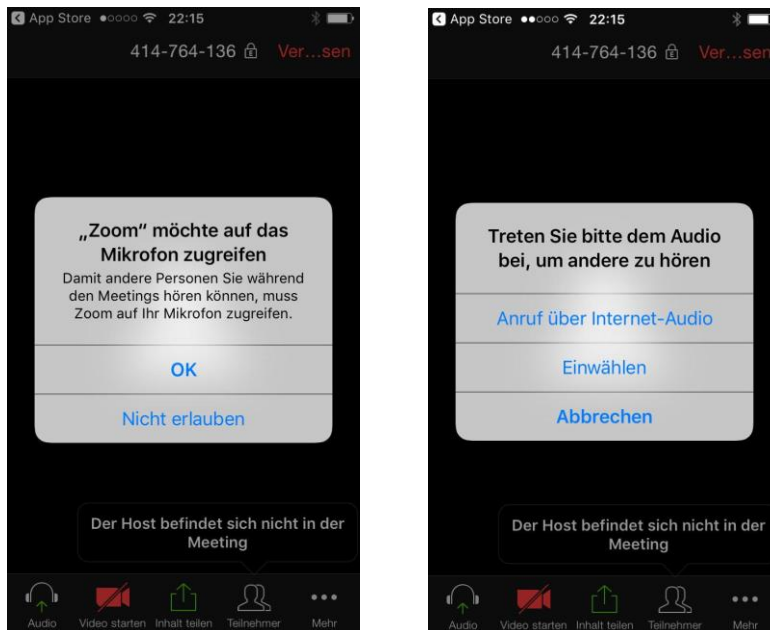 App Store 22:15
414-764-136 Ver...sen
„Zoom“ möchte auf das
Mikrofon zugreifen
Damit andere Personen Sie während
den Meetings hören können, muss
Zoom auf Ihr Mikrofon zugreifen.
OK
Nicht erlauben
Der Host befindet sich nicht in der
Meeting
Audio Video starten Inhalt teilen Teilnehmer Mehr
App Store 22:15
414-764-136 Ver...sen
Treten Sie bitte dem Audio
bei, um andere zu hören
Anruf über Internet-Audio
Einwählen
Abbrechen
Der Host befindet sich nicht in der
Meeting
Audio Video starten Inhalt teilen Teilnehmer Mehr